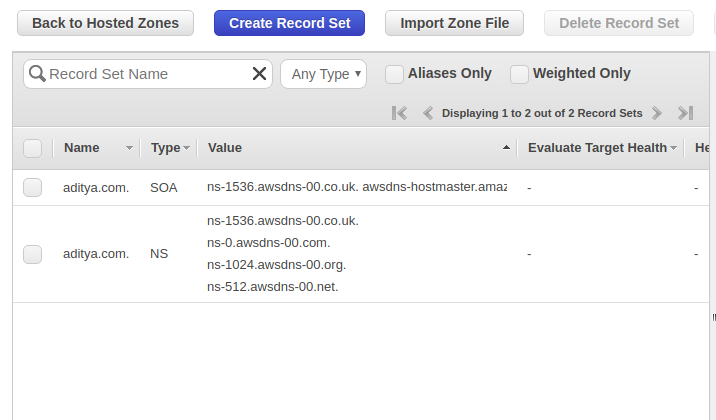 Back to Hosted Zones Create Record Set Import Zone File Delete Record Set
Record Set Name Any Type Aliases Only Weighted Only
Displaying 1 to 2 out of 2 Record Sets
Name Type Value Evaluate Target Health He
aditya.com. SOA ns-1536.awsdns-00.co.uk. awsdns-hostmaster.amaz - -
ns-1536.awsdns-00.co.uk.
ns-0.awsdns-00.com.
aditya.com. NS - -
ns-1024.awsdns-00.org.
ns-512.awsdns-00.net.